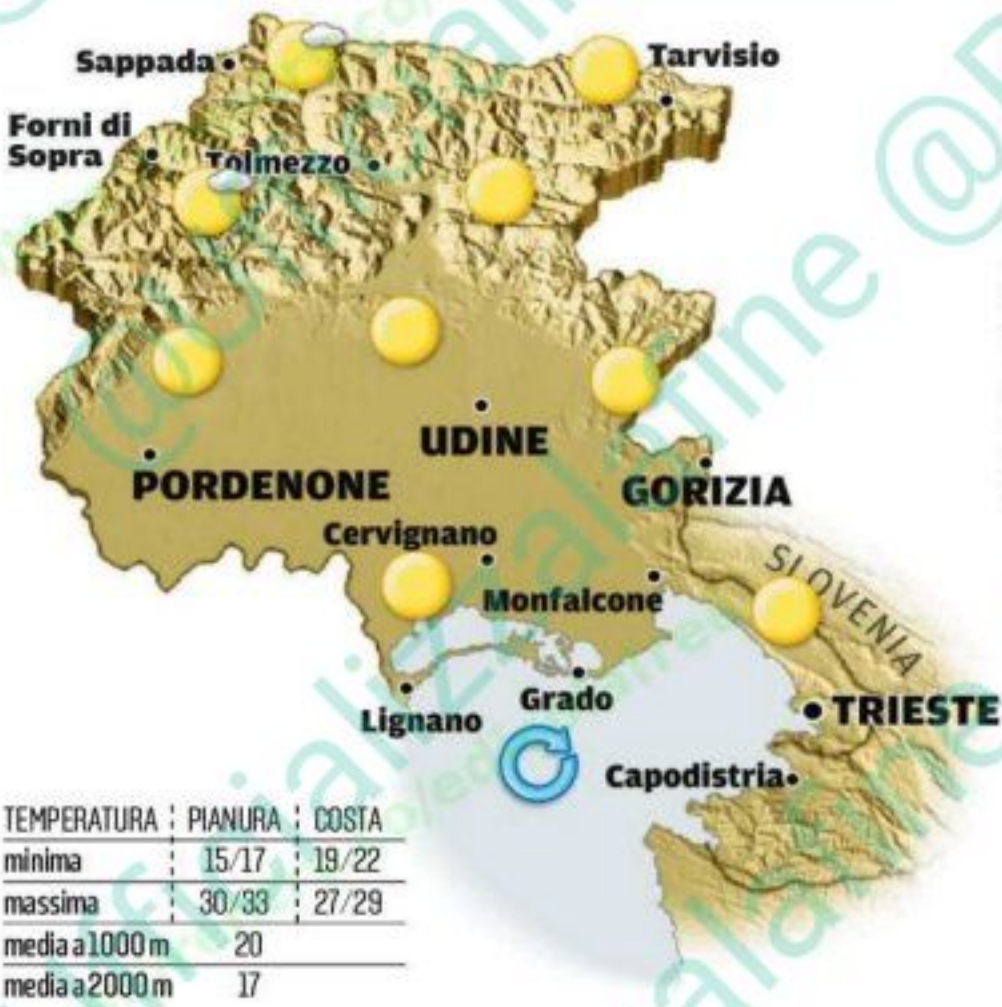 Sappada
Tarvisio
Forni di
Sopra
Tolmezzo
UDINE
PORDENONE
GORIZIA
Cervignano
SLOVENIA
Monfalcone
Grado
TRIESTE
Lignano
Capodistria
TEMPERATURA PIANURA COSTA
minima 15/17 19/22
massima 30/33 27/29
media a 1000 m 20
media a 2000 m 17